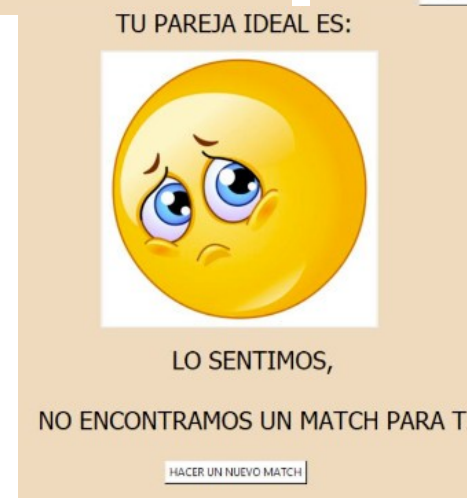 TU PAREJA IDEAL ES:
LO SENTIMOS,
NO ENCONTRAMOS UN MATCH PARA T
HACER UN NUEVO MATCH